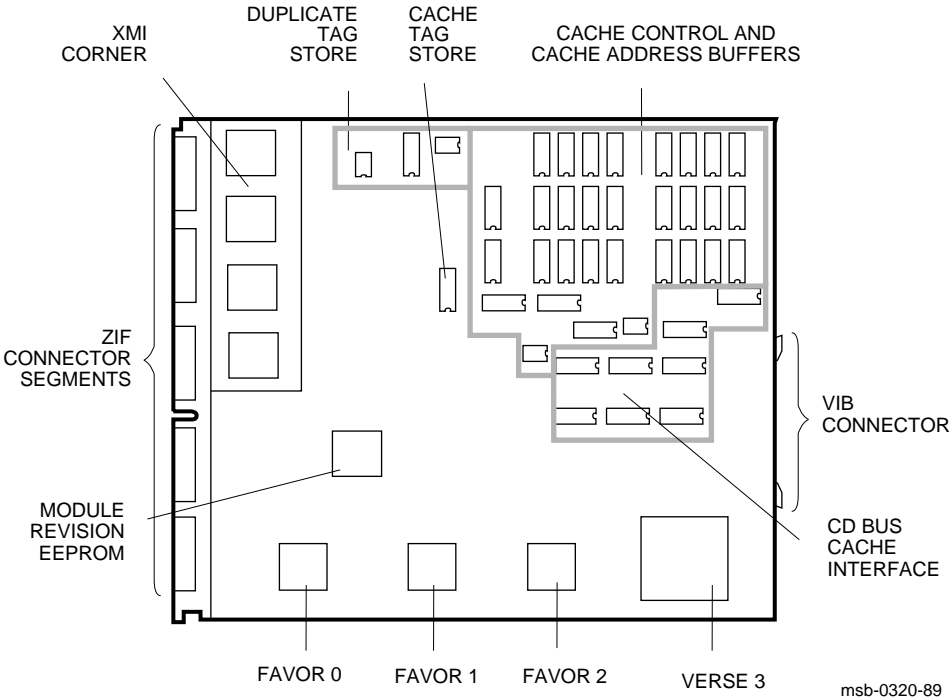 XMI
CORNER
DUPLICATE
TAG
STORE
CACHE
TAG
STORE
CACHE CONTROL AND
CACHE ADDRESS BUFFERS
ZIF
CONNECTOR
SEGMENTS
VIB
CONNECTOR
MODULE
REVISION
EEPROM
CD BUS
CACHE
INTERFACE
FAVOR 0
FAVOR 1
FAVOR 2
VERSE 3
msb-0320-89